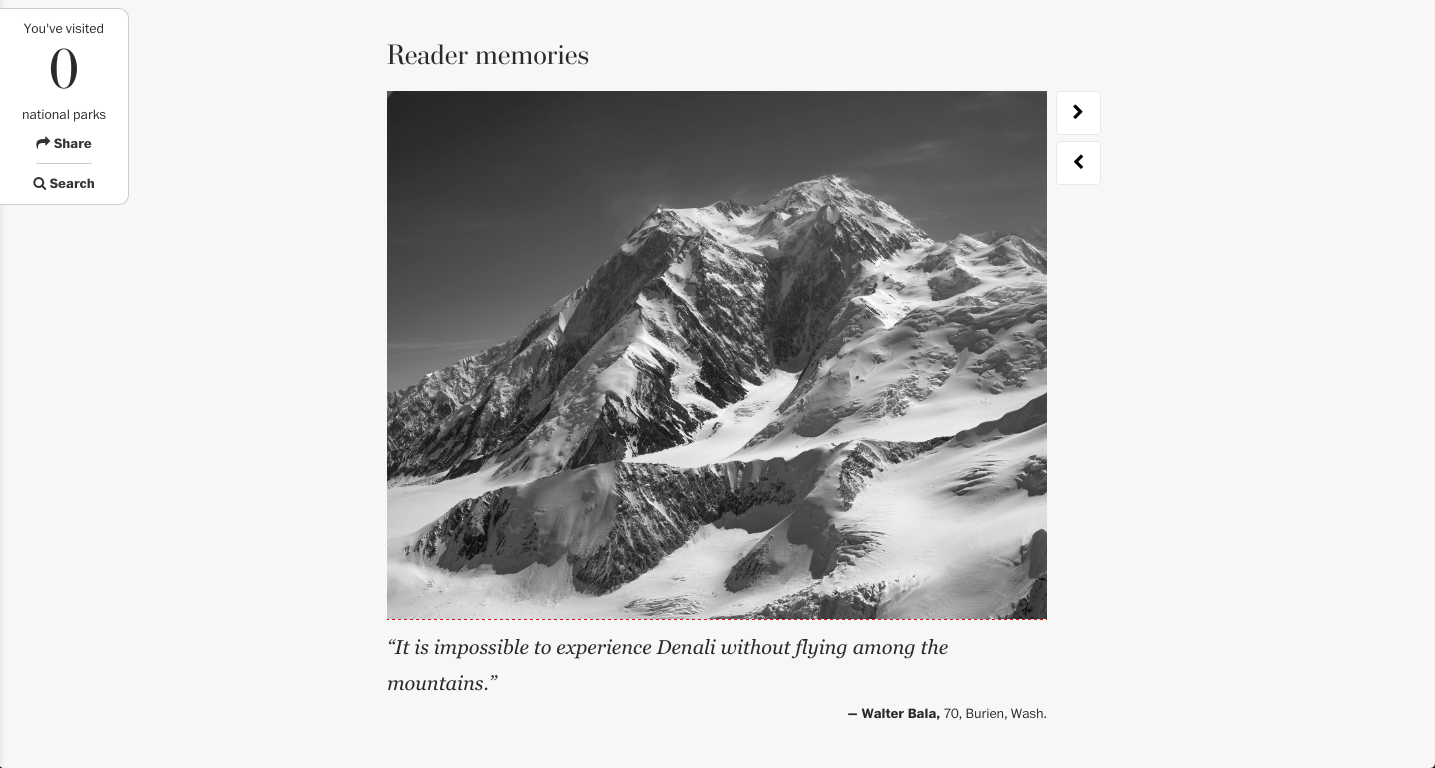 You've visited
0
national parks
Share
Search
Reader memories
“It is impossible to experience Denali without flying among the
mountains.”
— Walter Bala, 70, Burien, Wash.